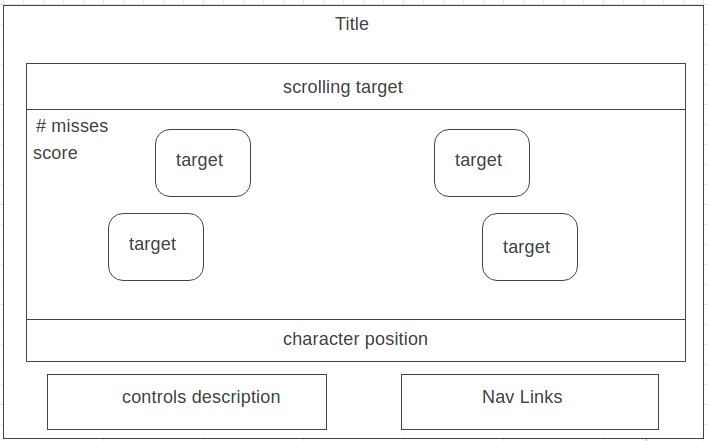 Title
scrolling target
# misses
score
target
target
target
target
character position
controls description
Nav Links